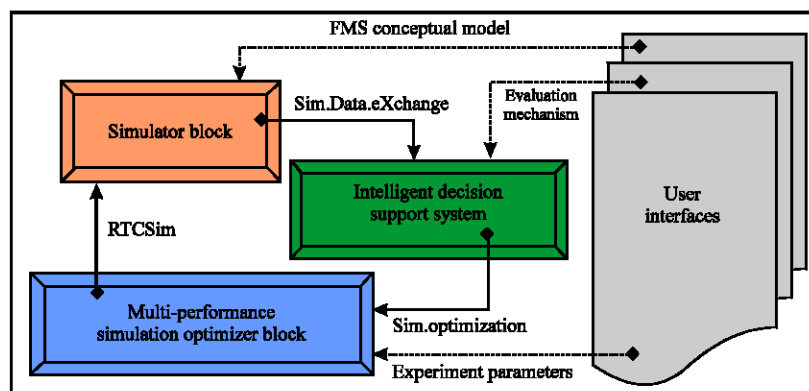 FMS conceptual model
Sim.Data.eXchange
Evaluation
mechanism
Simulator block
Intelligent decision
support system
User
interfaces
RTCSim
Multi-performance
simulation optimizer block
Sim.optimization
Experiment parameters